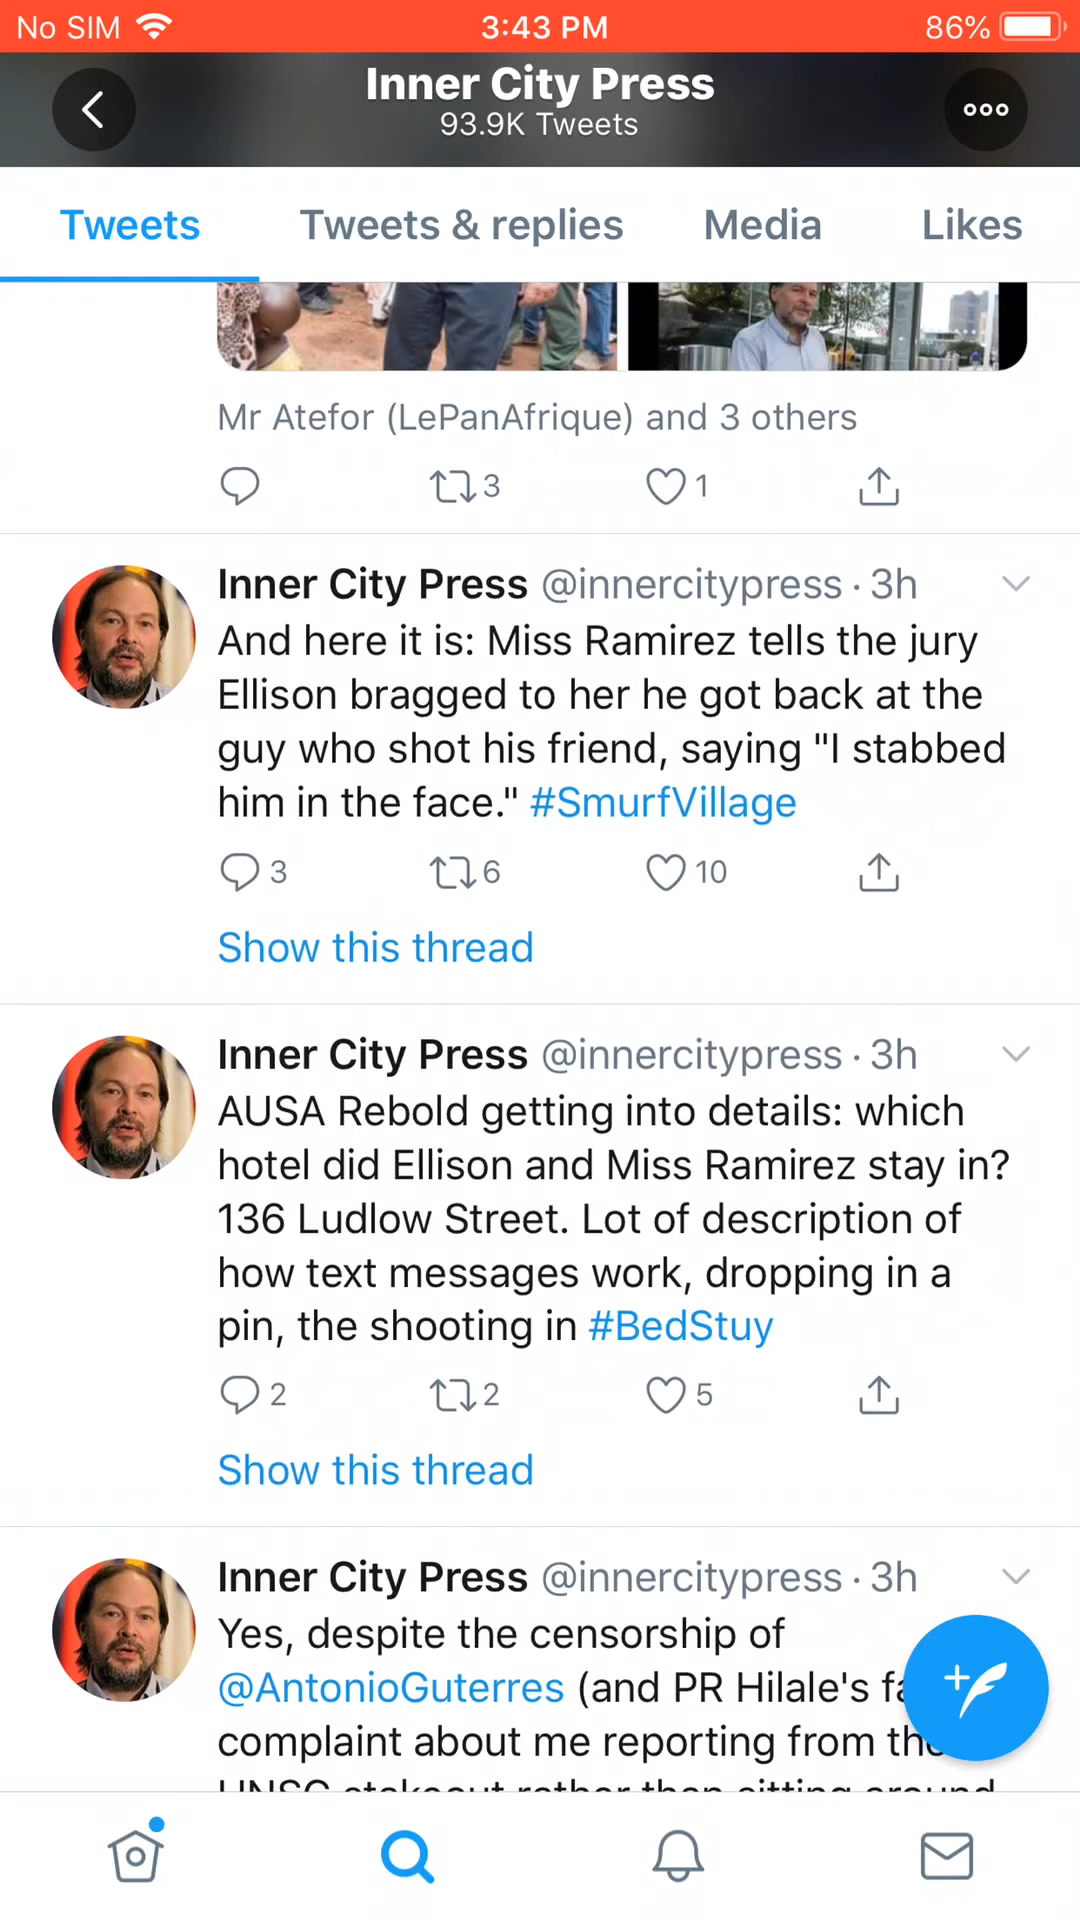 No SIM 3:43 PM 86%
Inner City Press
93.9K Tweets
Tweets Tweets & replies Media Likes
Mr Atefor (LePanAfrique) and 3 others
3 1
Inner City Press @innercitypress · 3h
And here it is: Miss Ramirez tells the jury
Ellison bragged to her he got back at the
guy who shot his friend, saying "I stabbed
him in the face." #SmurfVillage
3 6 10
Show this thread
Inner City Press @innercitypress · 3h
AUSA Rebold getting into details: which
hotel did Ellison and Miss Ramirez stay in?
136 Ludlow Street. Lot of description of
how text messages work, dropping in a
pin, the shooting in #BedStuy
2 2 5
Show this thread
Inner City Press @innercitypress · 3h
Yes, despite the censorship of
@AntonioGuterres (and PR Hilale's
complaint about me reporting from the
UNSC stakeout rather than sitting around